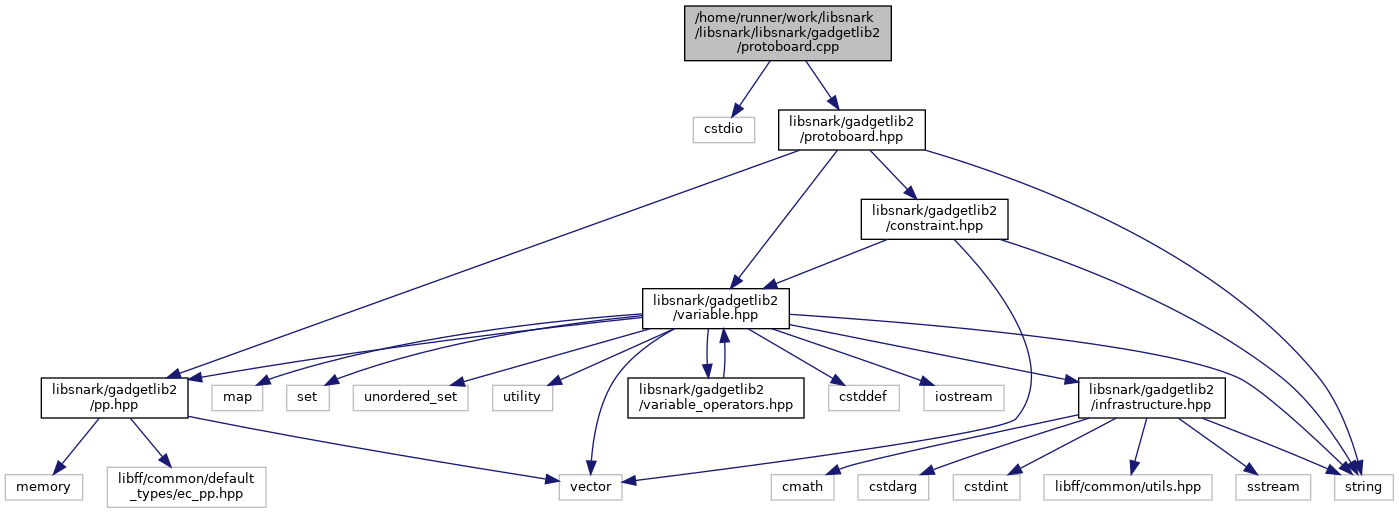 /home/runner/work/libsnark
/libsnark/libsnark/gadgetlib2
/protoboard.cpp
cstdio
libsnark/gadgetlib2
/protoboard.hpp
libsnark/gadgetlib2
/constraint.hpp
libsnark/gadgetlib2
/variable.hpp
libsnark/gadgetlib2
/pp.hpp
map
set
unordered_set
utility
libsnark/gadgetlib2
/variable_operators.hpp
cstddef
iostream
libsnark/gadgetlib2
/infrastructure.hpp
memory
libff/common/default
_types/ec_pp.hpp
vector
cmath
cstdarg
cstdint
libff/common/utils.hpp
sstream
string